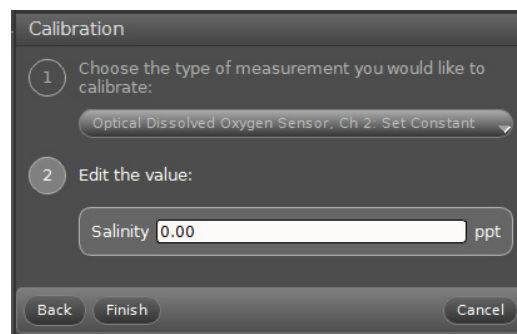 Calibration
1
Choose the type of measurement you would like to
calibrate:
Optical Dissolved Oxygen Sensor, Ch 2: Set Constant
2
Edit the value:
Salinity 0.00 ppt
Back Finish Cancel